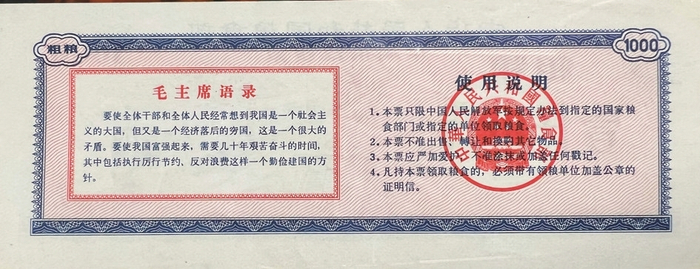 粗粮
1000
毛主席语录
要使全体干部和全体人民经常想到我国是一个社会主
义的大国，但又是一个经济落后的穷国，这是一个很大的
矛盾。要使我国富强起来，需要几十年艰苦奋斗的时间，
其中包括执行厉行节约、反对浪费这样一个勤俭建国的方
针。
使用说明
1、本票只限中国人民解放军按规定办法到指定的国家粮
食部门或指定的单位领取粮食。
2、本票不准出售、转让和换购其它物品。
3、本票应严加爱护，不准涂抹或加盖任何戳记。
4、凡持本票领取粮食的，必须带有领粮单位加盖公章的
证明信。